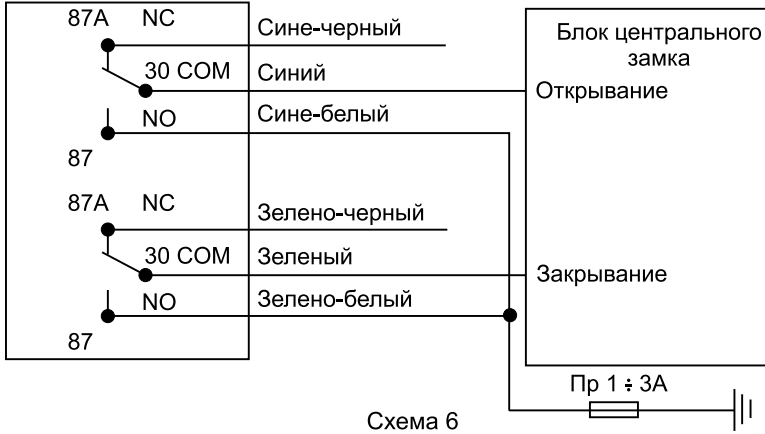 87A NC
Сине-черный
30 COM
Синий
NO
Сине-белый
87
87A NC
Зелено-черный
30 COM
Зеленый
NO
Зелено-белый
87
Блок центрального
замка
Открывание
Закрывание
Пр 1 ÷ 3А
Схема 6